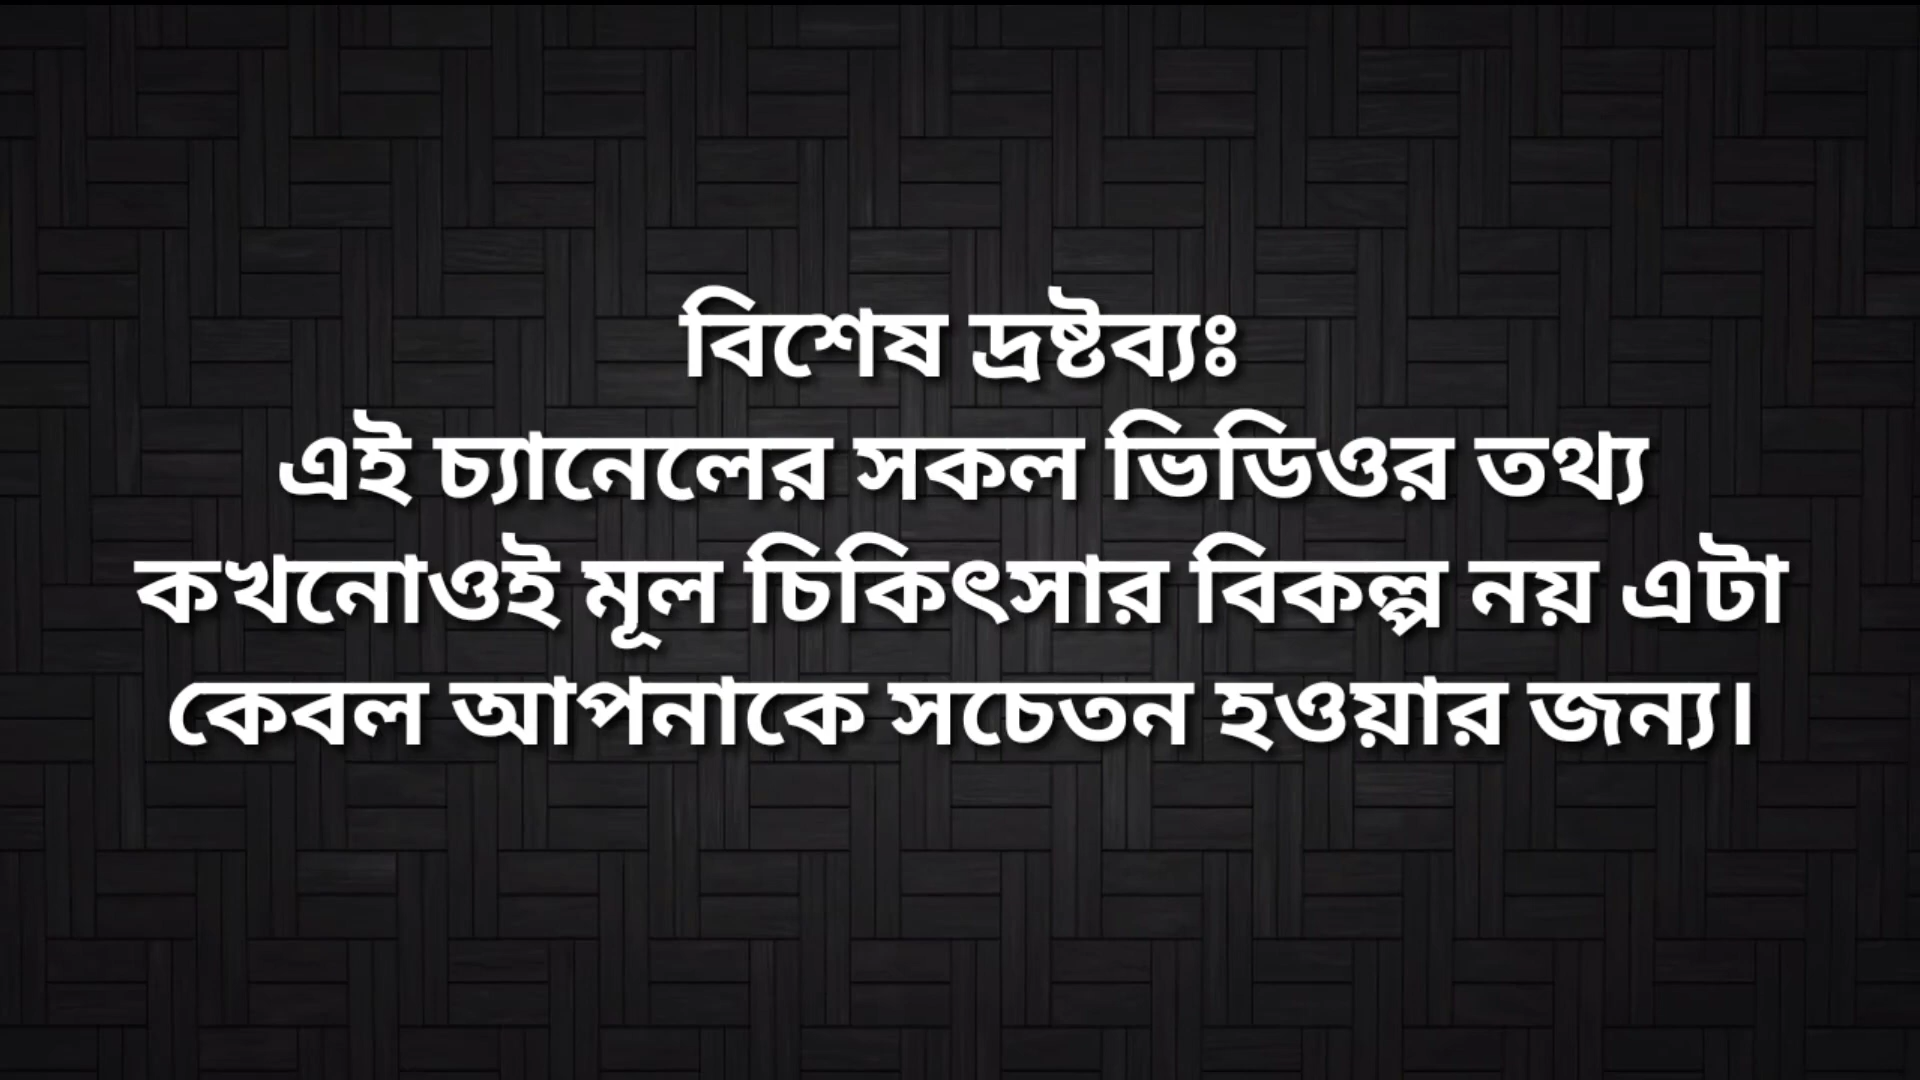 বিশেষ দ্রষ্টব্যঃ
এই চ্যানেলের সকল ভিডিওর তথ্য
কখনোওই মূল চিকিৎসার বিকল্প নয় এটা
কেবল আপনাকে সচেতন হওয়ার জন্য।